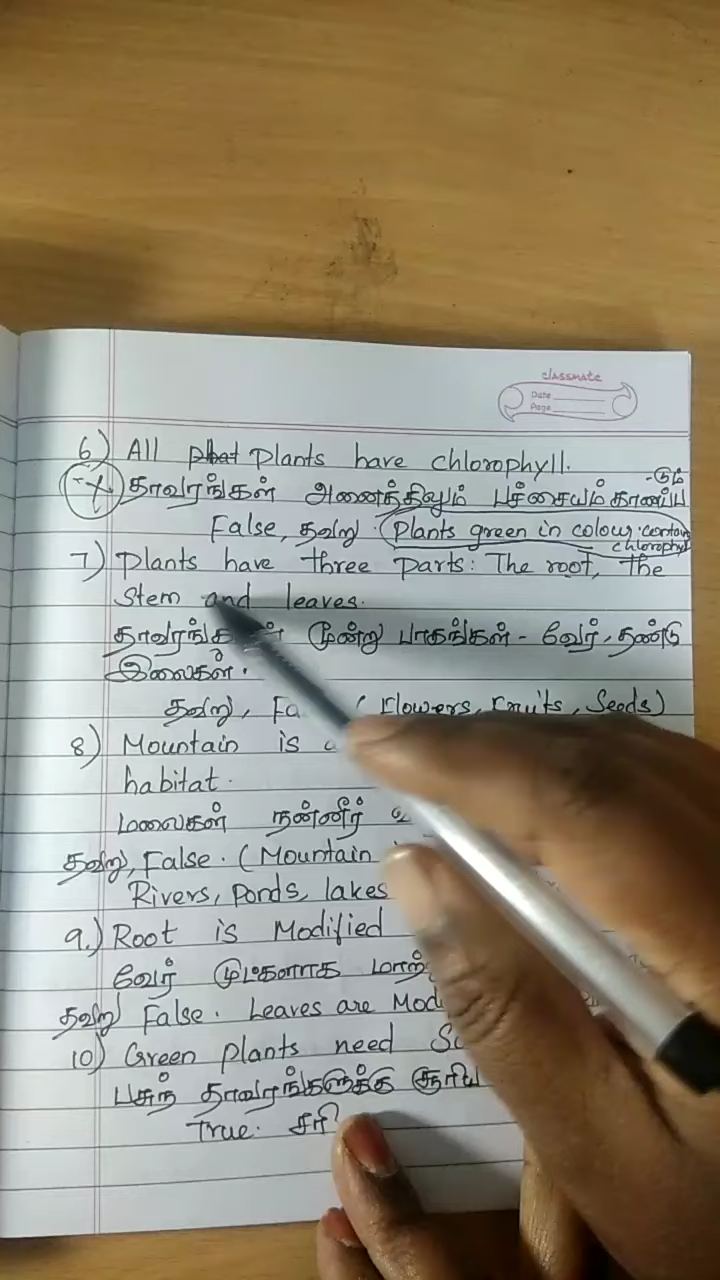 classmate
Date
Page
6) All plants have chlorophyll.
தாவரங்கள் அனைத்திலும் பச்சையம் காணப்ப
-டும்
False, தவறு. (Plants green in colour contain
chlorophyl
7) Plants have three parts: The root, the
stem and leaves.
தாவரங்கள் மூன்று பாகங்கள் - வேர், தண்டு
இலைகள்.
தவறு, Fa (Flowers, Fruits, Seeds)
8) Mountain is a
habitat.
மலைகள் நன்னீர்
தவறு, False. (Mountain
Rivers, ponds, lakes
9.) Root is Modified
வேர் முட்களாக மாற்
தவறு False. Leaves are Mod
10) Green plants need S
பசுந் தாவரங்களுக்கு சூரிய
True. சரி